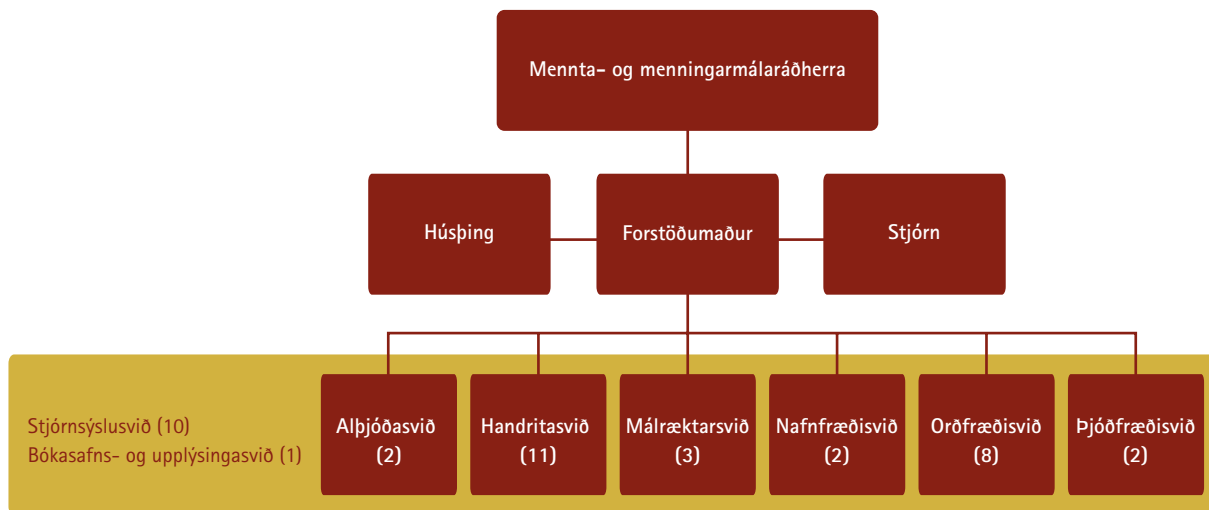 Mennta- og menningarmálaráðherra
Húsþing
Forstöðumaður
Stjórn
Stjórnsýslusvið (10)
Bókasafns- og upplýsingasvið (1)
Alþjóðasvið
(2)
Handritasvið
(11)
Málræktarsvið
(3)
Nafnfræðisvið
(2)
Orðfræðisvið
(8)
Þjóðfræðisvið
(2)